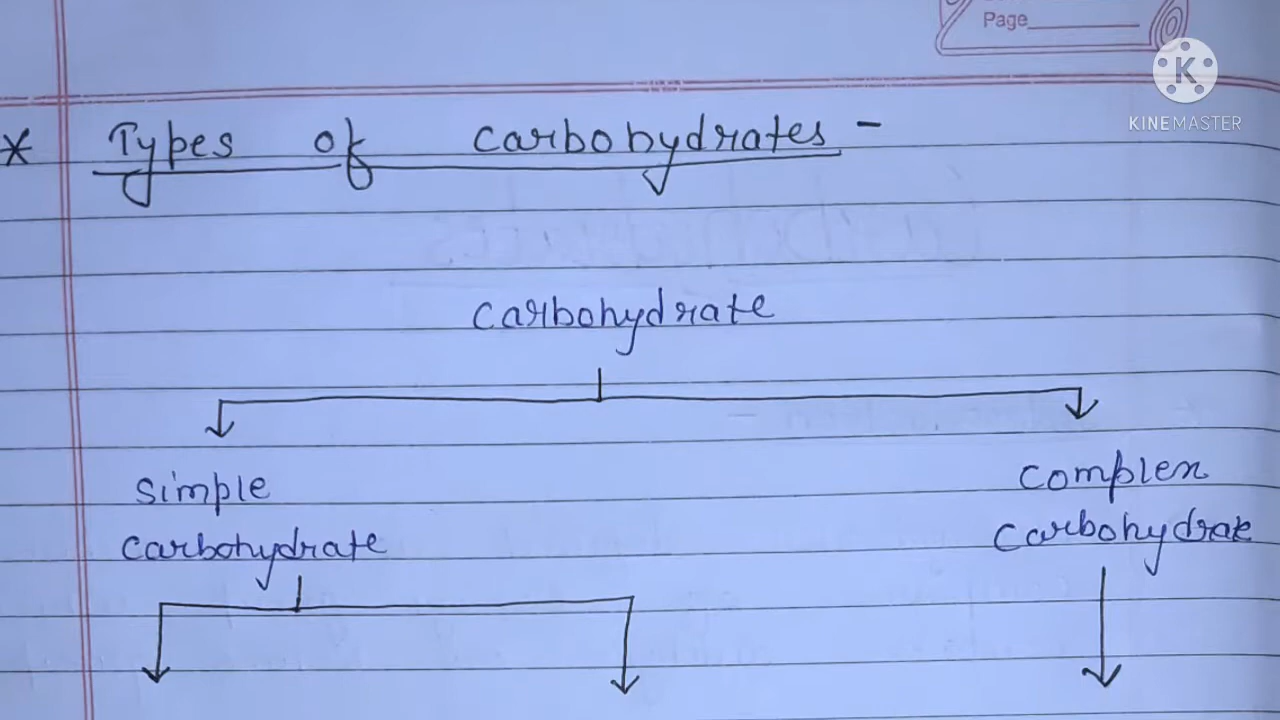 Page
K
KINEMASTER
* Types of carbohydrates -
carbohydrate
simple
carbohydrate
complex
carbohydrate